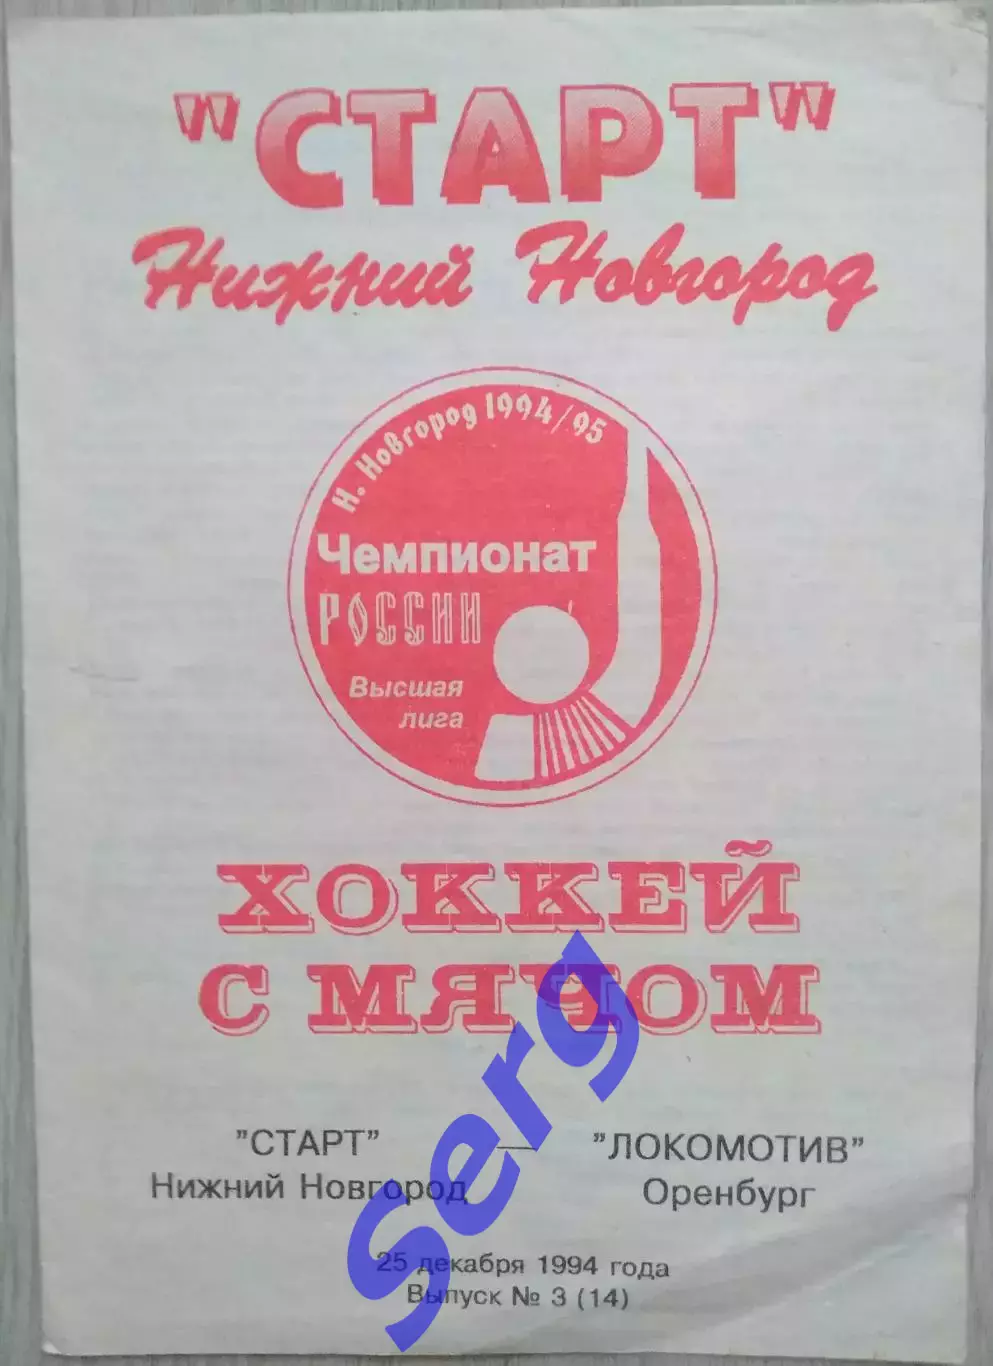 "СТАРТ"
Нижний Новгород
Н. Новгород 1994/95
Чемпионат
РОССИИ
Высшая
лига
ХОККЕЙ
С МЯЧОМ
"СТАРТ" — "ЛОКОМОТИВ"
Нижний Новгород Оренбург
25 декабря 1994 года
Выпуск № 3 (14)
Serg